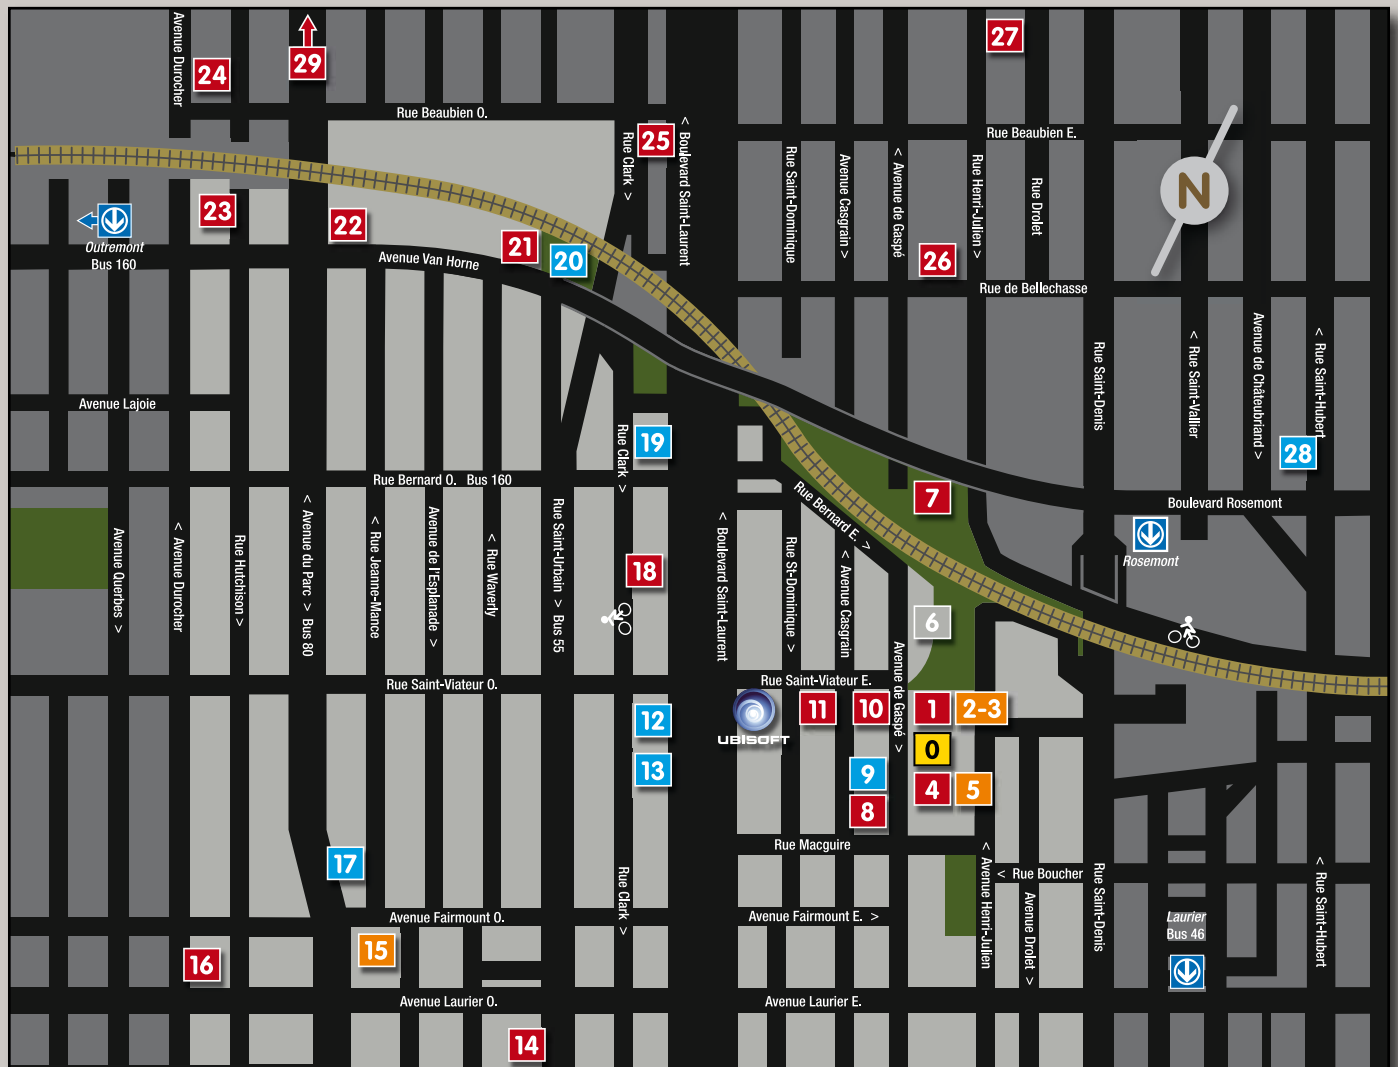 Avenue Durocher
24
29
27
Rue Beaubien O.
Rue Beaubien E.
Rue Clark >
25
< Boulevard Saint-Laurent
Rue Saint-Dominique
Avenue Casgrain >
< Avenue de Gaspé
Rue Henri-Julien >
Rue Drolet
N
Outremont
Bus 160
23
22
21
20
Avenue Van Horne
26
Rue de Bellechasse
Rue Saint-Denis
< Rue Saint-Vallier
Avenue de Châteubriand >
< Rue Saint-Hubert
Avenue Lajoie
Rue Clark >
19
28
Rue Bernard O. Bus 160
Rue Bernard E. >
7
Boulevard Rosemont
Rosemont
Avenue Querbes >
< Avenue Durocher
Rue Hutchison >
< Avenue du Parc > Bus 80
< Rue Jeanne-Mance
Avenue de l'Esplanade >
< Rue Waverly
Rue Saint-Urbain > Bus 55
18
< Boulevard Saint-Laurent
Rue St-Dominique >
< Avenue Casgrain
6
Avenue de Gaspé >
Rue Saint-Viateur O.
Rue Saint-Viateur E.
12
UBISOFT
11
10
1
2-3
0
13
9
4
5
8
Rue Macguire
17
Rue Clark >
< Avenue Henri-Julien
< Rue Boucher
Avenue Drolet >
Rue Saint-Denis
< Rue Saint-Hubert
Avenue Fairmount O.
Avenue Fairmount E. >
Laurier
Bus 46
16
15
Avenue Laurier O.
Avenue Laurier E.
14